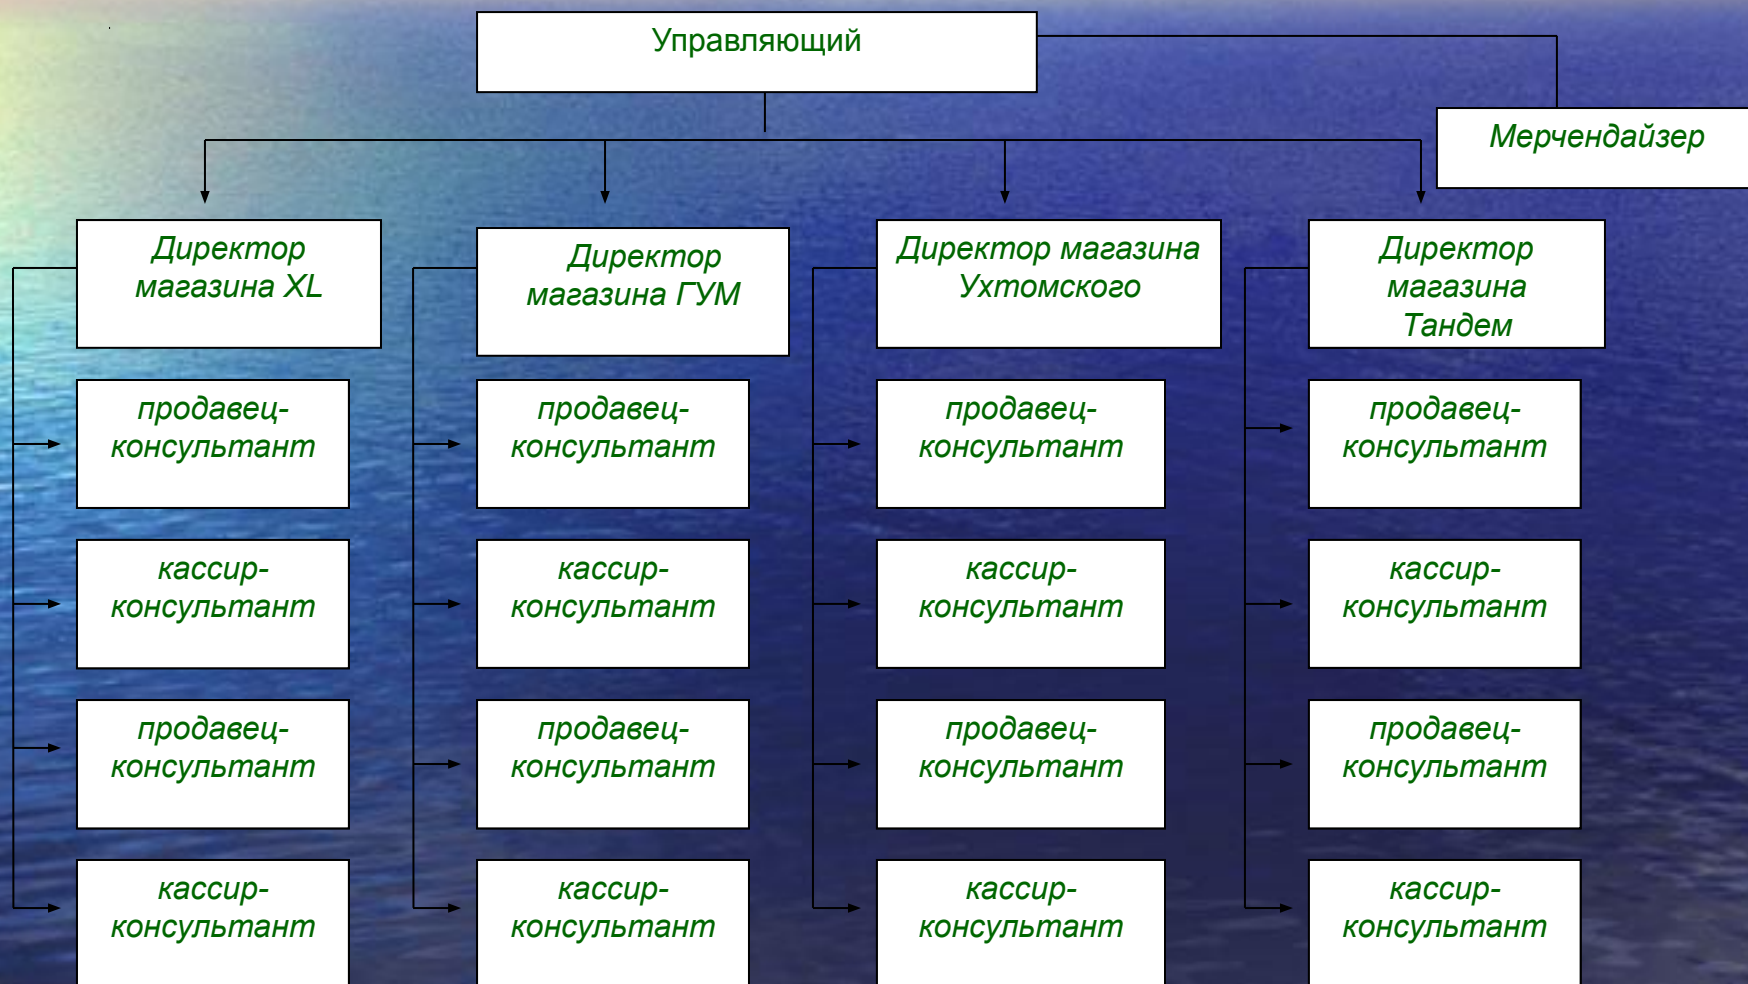 Управляющий
Мерчендайзер
Директор
магазина XL
Директор
магазина ГУМ
Директор магазина
Ухтомского
Директор
магазина
Тандем
продавец-
консультант
продавец-
консультант
продавец-
консультант
продавец-
консультант
кассир-
консультант
кассир-
консультант
кассир-
консультант
кассир-
консультант
продавец-
консультант
продавец-
консультант
продавец-
консультант
продавец-
консультант
кассир-
консультант
кассир-
консультант
кассир-
консультант
кассир-
консультант